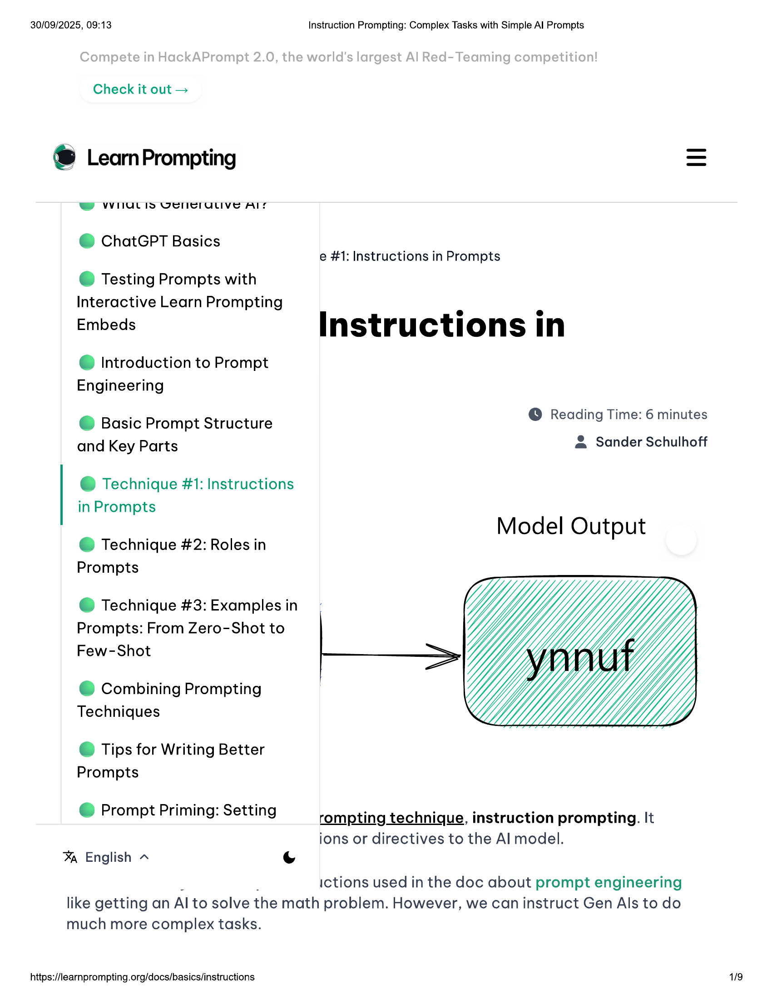 30/09/2025, 09:13
Instruction Prompting: Complex Tasks with Simple AI Prompts
Compete in HackAPrompt 2.0, the world's largest AI Red-Teaming competition!
Check it out →
Learn Prompting
What is Generative AI?
ChatGPT Basics
Testing Prompts with
Interactive Learn Prompting
Embeds
Introduction to Prompt
Engineering
Basic Prompt Structure
and Key Parts
Technique #1: Instructions
in Prompts
Technique #2: Roles in
Prompts
Technique #3: Examples in
Prompts: From Zero-Shot to
Few-Shot
Combining Prompting
Techniques
Tips for Writing Better
Prompts
Prompt Priming: Setting
English
e #1: Instructions in Prompts
Instructions in
Reading Time: 6 minutes
Sander Schulhoff
Model Output
ynnuf
rompting technique, instruction prompting. It
ions or directives to the AI model.
uctions used in the doc about prompt engineering
like getting an AI to solve the math problem. However, we can instruct Gen AIs to do
much more complex tasks.
https://learnprompting.org/docs/basics/instructions
1/9